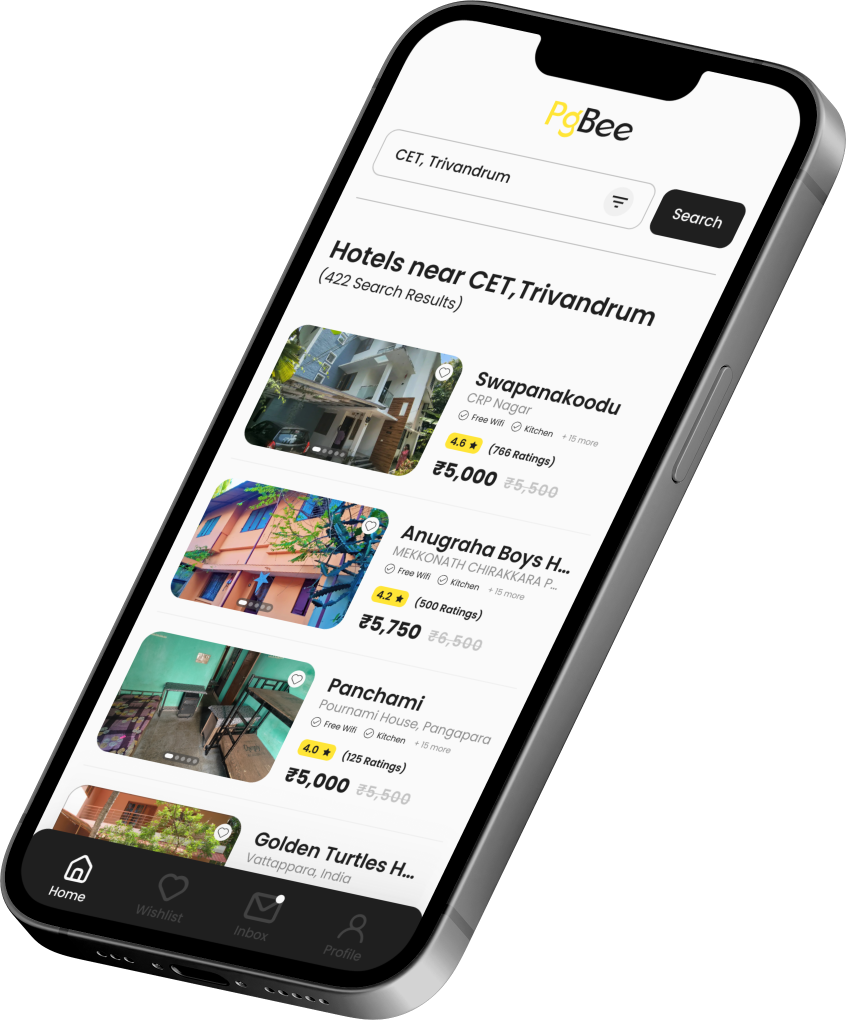 PgBee
CET, Trivandrum
Search
Hotels near CET,Trivandrum
(422 Search Results)
Swapanakoodu
CRP Nagar
Free Wifi Kitchen + 15 more
4.6 ★ (766 Ratings)
₹5,000 ₹5,500
Anugraha Boys H...
MEKKONATH CHIRAKKARA P...
Free Wifi Kitchen + 15 more
4.2 ★ (500 Ratings)
₹5,750 ₹6,500
Panchami
Pournami House, Pangapara
Free Wifi Kitchen + 15 more
4.0 ★ (125 Ratings)
₹5,000 ₹5,500
Golden Turtles H...
Vattappara, India
Home Wishlist Inbox Profile